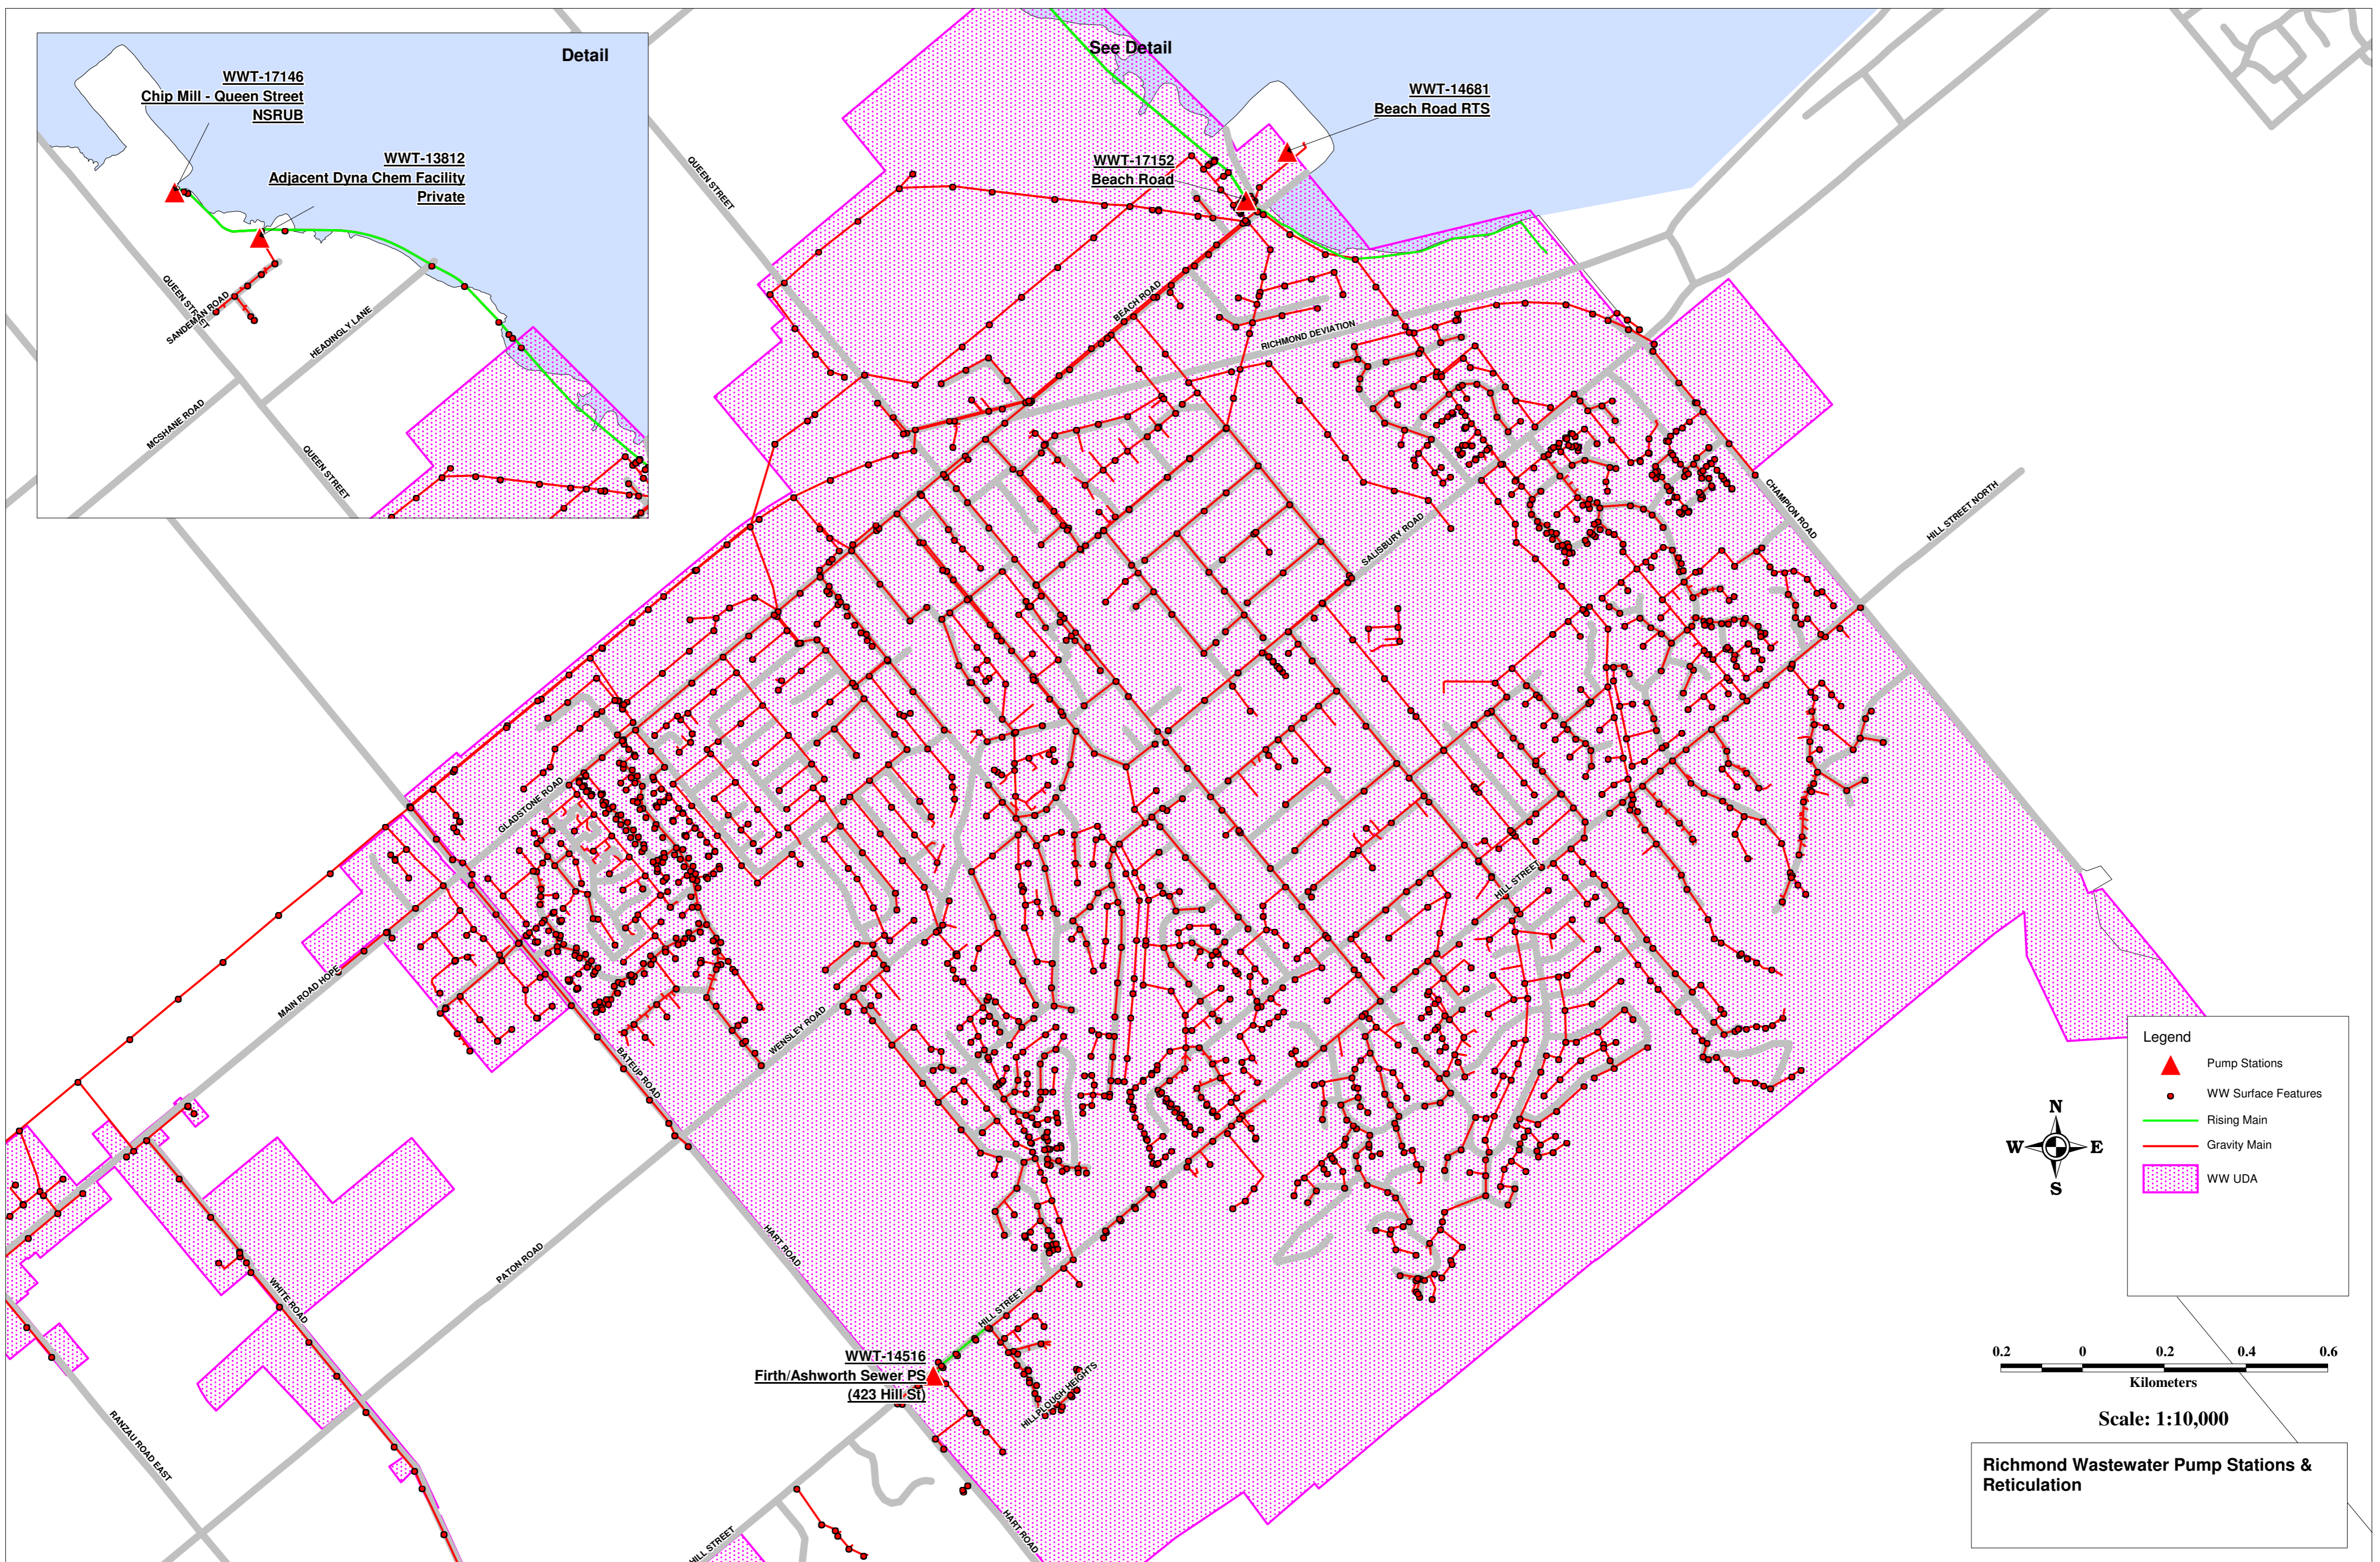 Detail
WWT-17146
Chip Mill - Queen Street
NSRUB
WWT-13812
Adjacent Dyna Chem Facility
Private
QUEEN STREET
SANDEMAN ROAD
HEADINGLY LANE
MCSHANE ROAD
QUEEN STREET
See Detail
WWT-14681
Beach Road RTS
WWT-17152
Beach Road
QUEEN STREET
BEACH ROAD
RICHMOND DEVIATION
CHAMPION ROAD
HILL STREET NORTH
SALISBURY ROAD
GLADSTONE ROAD
HILL STREET
MAIN ROAD HOPE
WENSLEY ROAD
BATEUP ROAD
PATON ROAD
HART ROAD
WHITE ROAD
HILL STREET
WWT-14516
Firth/Ashworth Sewer PS
(423 Hill St)
HILLPLOUGH HEIGHTS
RANZAU ROAD EAST
HILL STREET
HART ROAD
Legend
Pump Stations
WW Surface Features
Rising Main
Gravity Main
WW UDA
N
W E
S
0.2 0 0.2 0.4 0.6
Kilometers
Scale: 1:10,000
Richmond Wastewater Pump Stations &
Reticulation